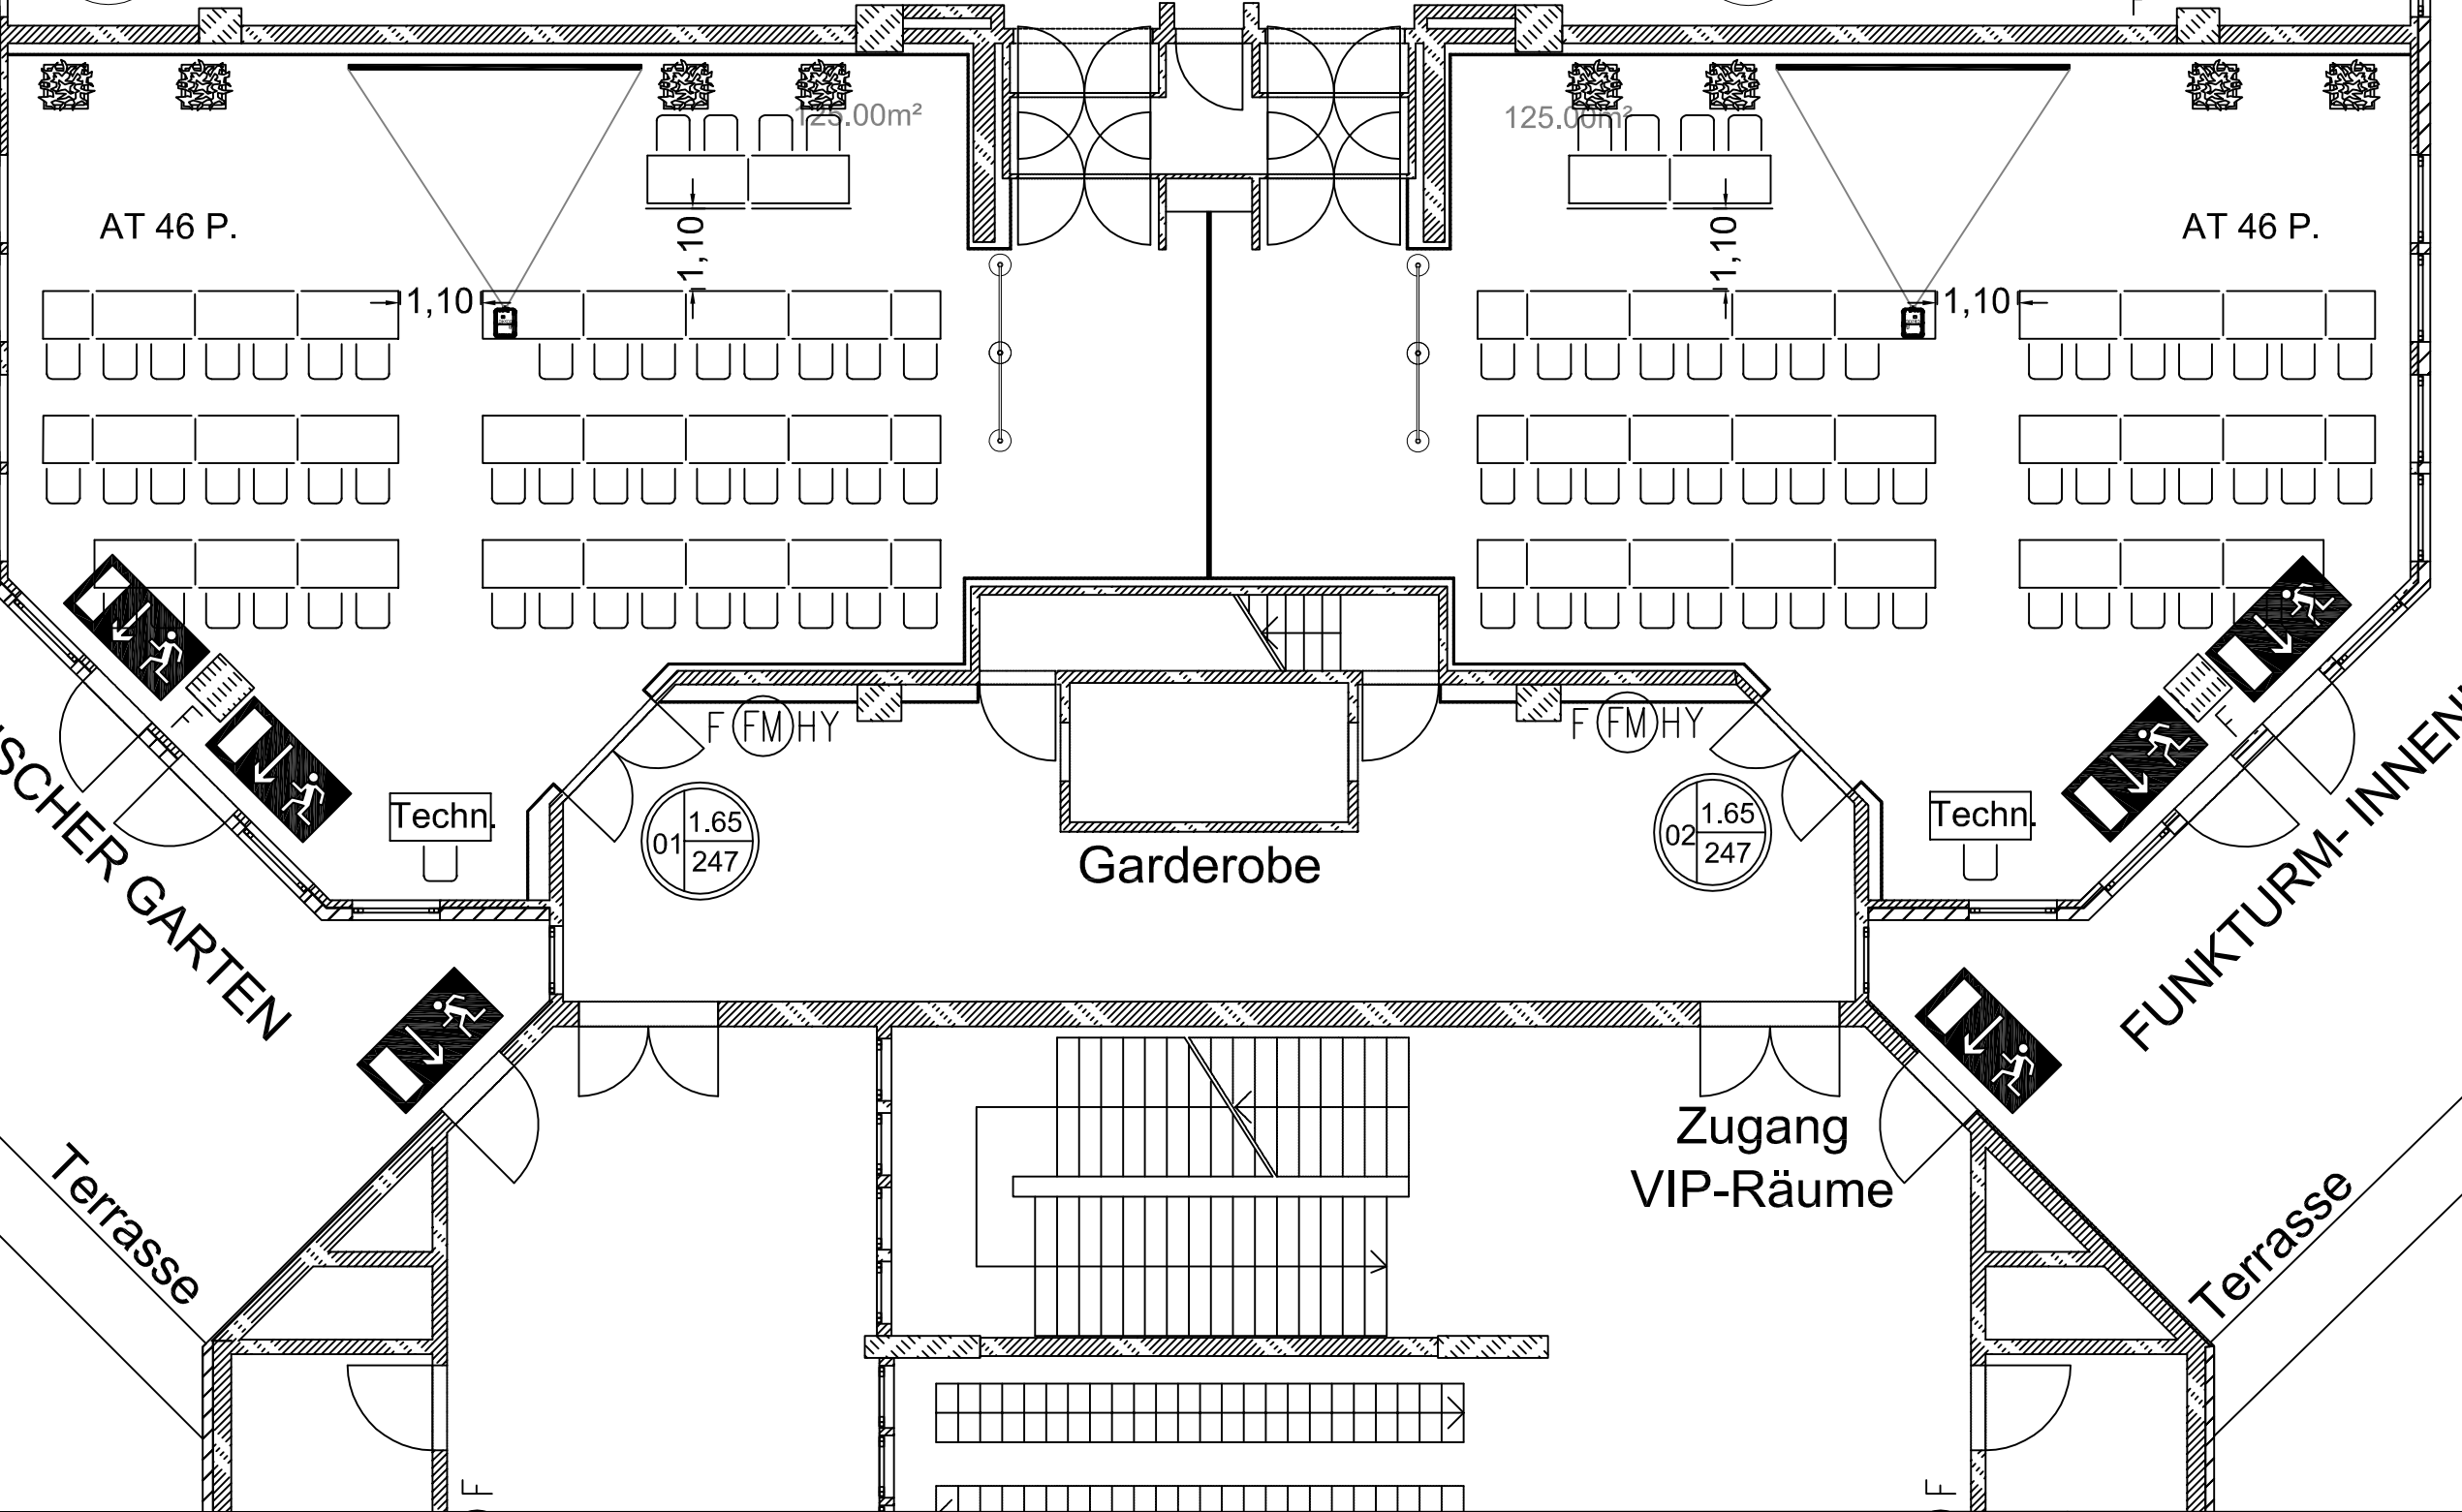 125.00m²
125.00m²
AT 46 P.
1,10
1,10
AT 46 P.
1,10
1,10
F FM HY
F FM HY
F
F
Techn.
Techn.
01 1.65
247
02 1.65
247
Garderobe
SCHER GARTEN
FUNKTURM- INNEN
Zugang
VIP-Räume
Terrasse
Terrasse
F
F